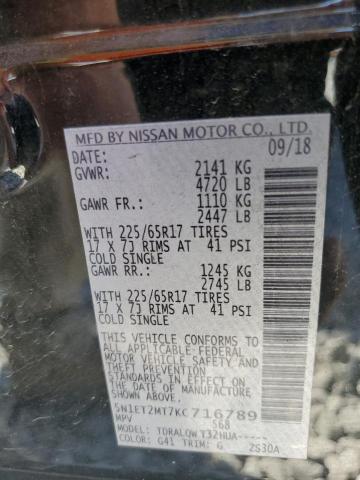 MFD BY NISSAN MOTOR CO., LTD.
DATE: 09/18
GVWR: 2141 KG
4720 LB
GAWR FR.: 1110 KG
2447 LB
WITH 225/65R17 TIRES
17 X 7J RIMS AT 41 PSI
COLD SINGLE
GAWR RR.: 1245 KG
2745 LB
WITH 225/65R17 TIRES
17 X 7J RIMS AT 41 PSI
COLD SINGLE
THIS VEHICLE CONFORMS TO
ALL APPLICABLE FEDERAL
MOTOR VEHICLE SAFETY AND
THEFT PREVENTION
STANDARDS IN EFFECT ON
THE DATE OF MANUFACTURE
SHOWN ABOVE.
5N1ET2MT7KC716789
MPV 568
MODEL: TDRALQW T32HUA-----
COLOR: G41 TRIM: G 2S30A